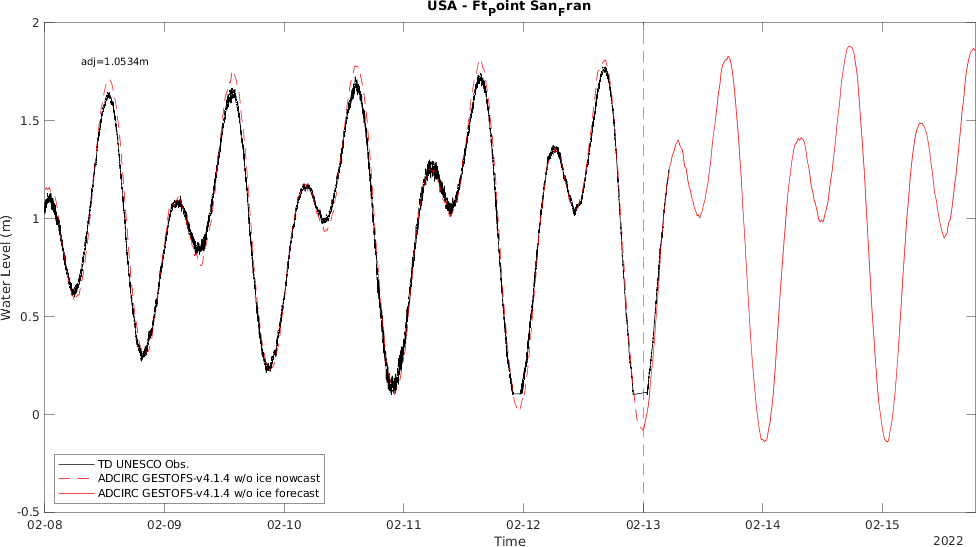 USA - Ft_Point San_Fran
2
adj=1.0534m
1.5
1
0.5
0
-0.5
Water Level (m)
TD UNESCO Obs.
ADCIRC GESTOFS-v4.1.4 w/o ice nowcast
ADCIRC GESTOFS-v4.1.4 w/o ice forecast
02-08 02-09 02-10 02-11 02-12 02-13 02-14 02-15
Time
2022